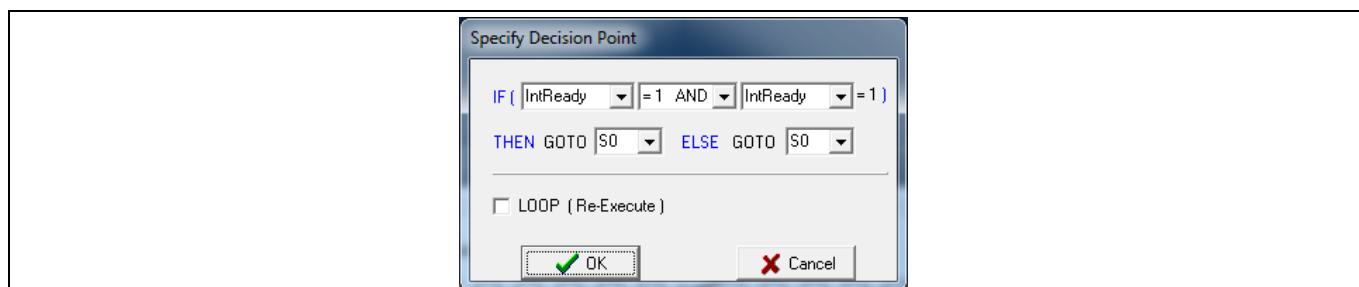 Specify Decision Point
IF ( IntReady = 1 AND IntReady = 1 )
THEN GOTO S0 ELSE GOTO S0
LOOP ( Re-Execute )
OK Cancel